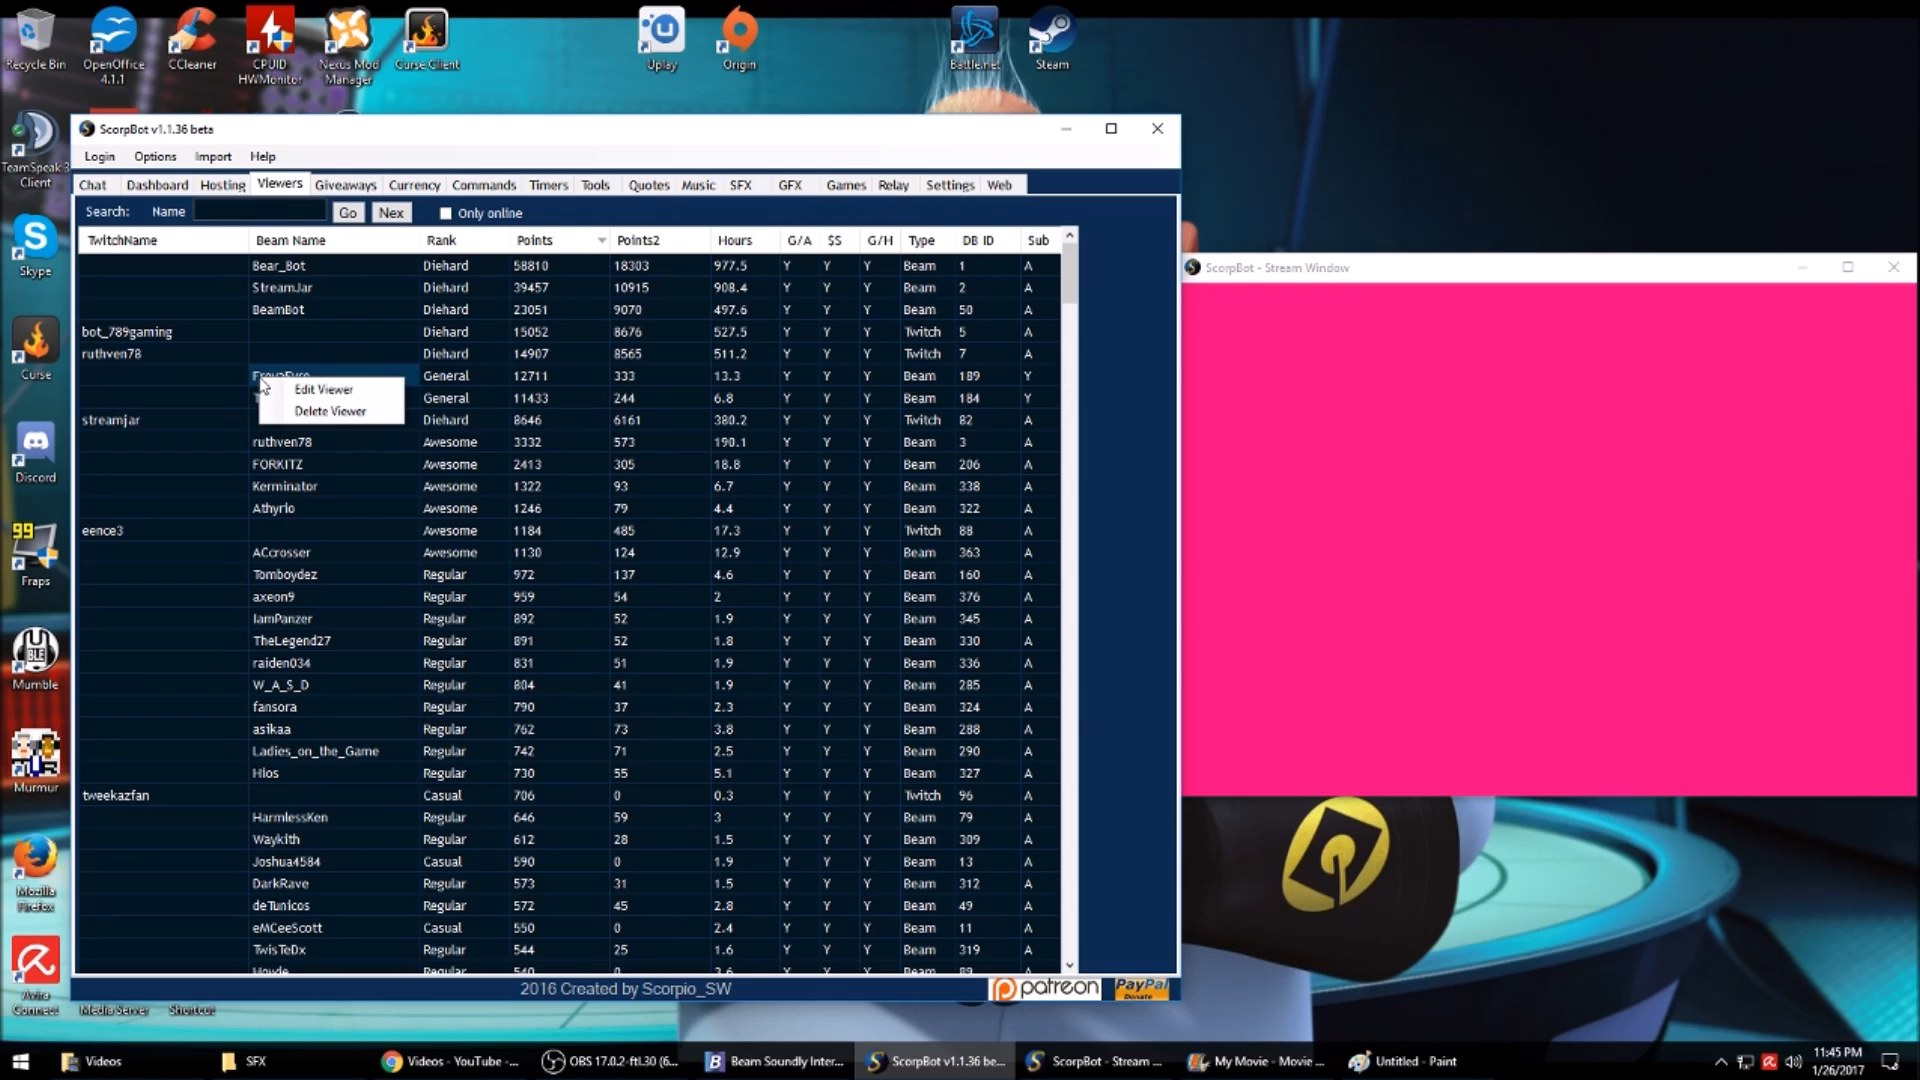 Recycle Bin
OpenOffice 4.1.1
CCleaner
CPUID HWMonitor
Nexus Mod Manager
Curse Client
Uplay
Origin
Battle.net
Steam
TeamSpeak 3 Client
Skype
Curse
Discord
99
Fraps
Mumble
Murmur
Mozilla Firefox
Avira Connect
Media Server
Shortcut
ScorpBot v1.1.36 beta
Login Options Import Help
Chat Dashboard Hosting Viewers Giveaways Currency Commands Timers Tools Quotes Music SFX GFX Games Relay Settings Web
Search: Name Go Nex Only online
TwitchName Beam Name Rank Points Points2 Hours G/A $S G/H Type DB ID Sub
Bear_Bot Diehard 58810 18303 977.5 Y Y Y Beam 1 A
StreamJar Diehard 39457 10915 908.4 Y Y Y Beam 2 A
BeamBot Diehard 23051 9070 497.6 Y Y Y Beam 50 A
bot_789gaming Diehard 15052 8676 527.5 Y Y Y Twitch 5 A
ruthven78 Diehard 14907 8565 511.2 Y Y Y Twitch 7 A
General 12711 333 13.3 Y Y Y Beam 189 Y
Edit Viewer
General 11433 244 6.8 Y Y Y Beam 184 Y
Delete Viewer
streamjar Diehard 8646 6161 380.2 Y Y Y Twitch 82 A
ruthven78 Awesome 3332 573 190.1 Y Y Y Beam 3 A
FORKITZ Awesome 2413 305 18.8 Y Y Y Beam 206 A
Kerminator Awesome 1322 93 6.7 Y Y Y Beam 338 A
Athyrio Awesome 1246 79 4.4 Y Y Y Beam 322 A
eence3 Awesome 1184 485 17.3 Y Y Y Twitch 88 A
ACcrosser Awesome 1130 124 12.9 Y Y Y Beam 363 A
Tomboydez Regular 972 137 4.6 Y Y Y Beam 160 A
axeon9 Regular 959 54 2 Y Y Y Beam 376 A
IamPanzer Regular 892 52 1.9 Y Y Y Beam 345 A
TheLegend27 Regular 891 52 1.8 Y Y Y Beam 330 A
raiden034 Regular 831 51 1.9 Y Y Y Beam 336 A
W_A_S_D Regular 804 41 1.9 Y Y Y Beam 285 A
fansora Regular 790 37 2.3 Y Y Y Beam 324 A
asikaa Regular 762 73 3.8 Y Y Y Beam 288 A
Ladies_on_the_Game Regular 742 71 2.5 Y Y Y Beam 290 A
Hios Regular 730 55 5.1 Y Y Y Beam 327 A
tweekazfan Casual 706 0 0.3 Y Y Y Twitch 96 A
HarmlessKen Regular 646 59 3 Y Y Y Beam 79 A
Waykith Regular 612 28 1.5 Y Y Y Beam 309 A
Joshua4584 Casual 590 0 1.9 Y Y Y Beam 13 A
DarkRave Regular 573 31 1.5 Y Y Y Beam 312 A
deTunicos Regular 572 45 2.8 Y Y Y Beam 49 A
eMCeeScott Casual 550 0 2.4 Y Y Y Beam 11 A
TwisTeDx Regular 544 25 1.6 Y Y Y Beam 319 A
Regular 540 0 3.6 Y Y Y Beam 89 A
2016 Created by Scorpio_SW
patreon
PayPal Donate
ScorpBot - Stream Window
Videos
SFX
Videos - YouTube -...
OBS 17.0.2-ftl.30 (6...
Beam Soundly Inter...
ScorpBot v1.1.36 be...
ScorpBot - Stream ...
My Movie - Movie ...
Untitled - Paint
11:45 PM
1/26/2017